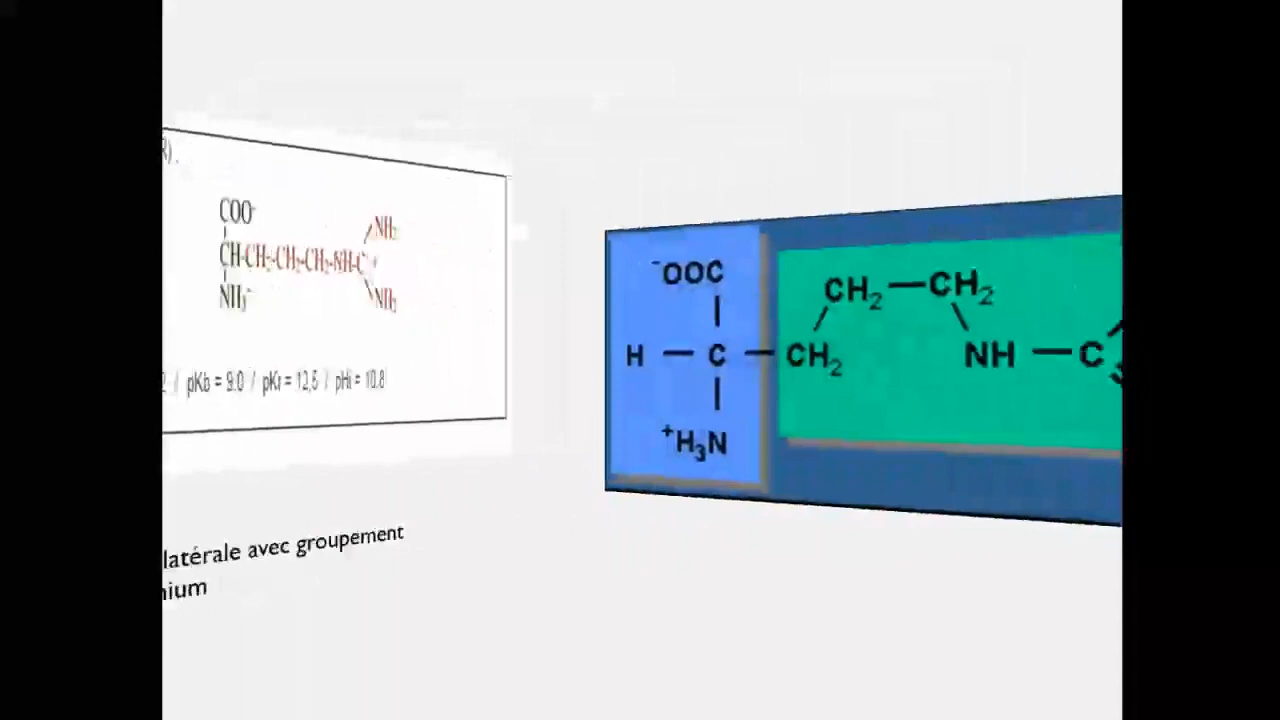 R) .
COO⁻
NH₂
CH-CH₂-CH₂-CH₂-NH-C +
NH₃⁺
NH₂
2 / pKb = 9.0 / pKr = 12,5 / pHi = 10.8
latérale avec groupement
nium
⁻OOC
CH₂—CH₂
H — C — CH₂
NH — C
⁺H₃N